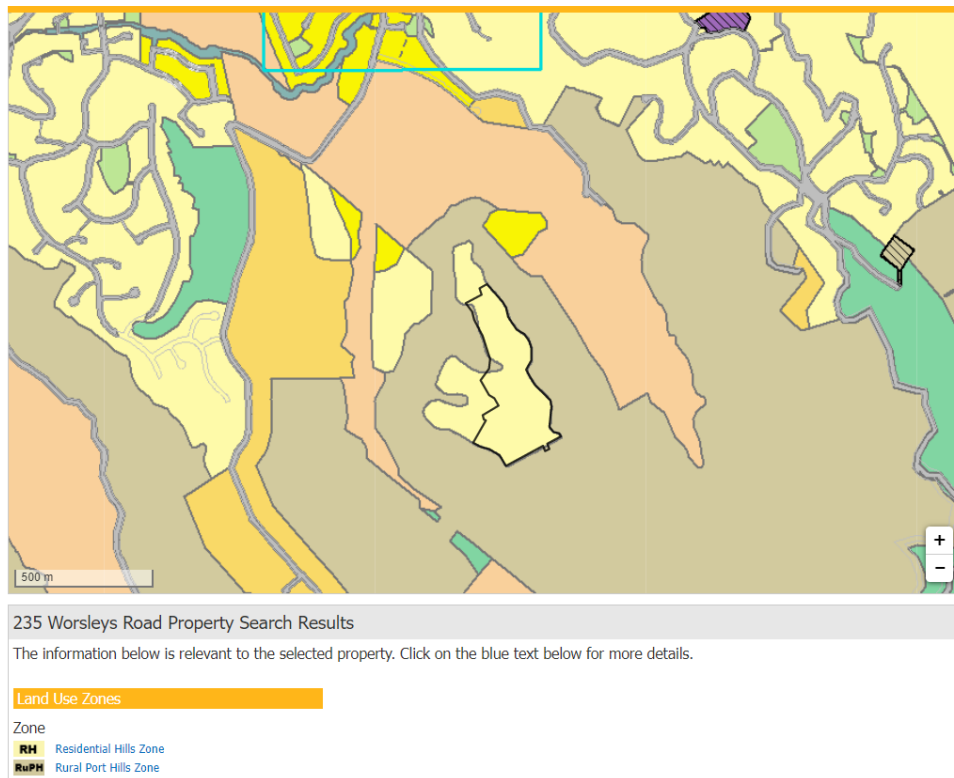 +
−
500 m
235 Worsleys Road Property Search Results
The information below is relevant to the selected property. Click on the blue text below for more details.
Land Use Zones
Zone
RH Residential Hills Zone
RuPH Rural Port Hills Zone